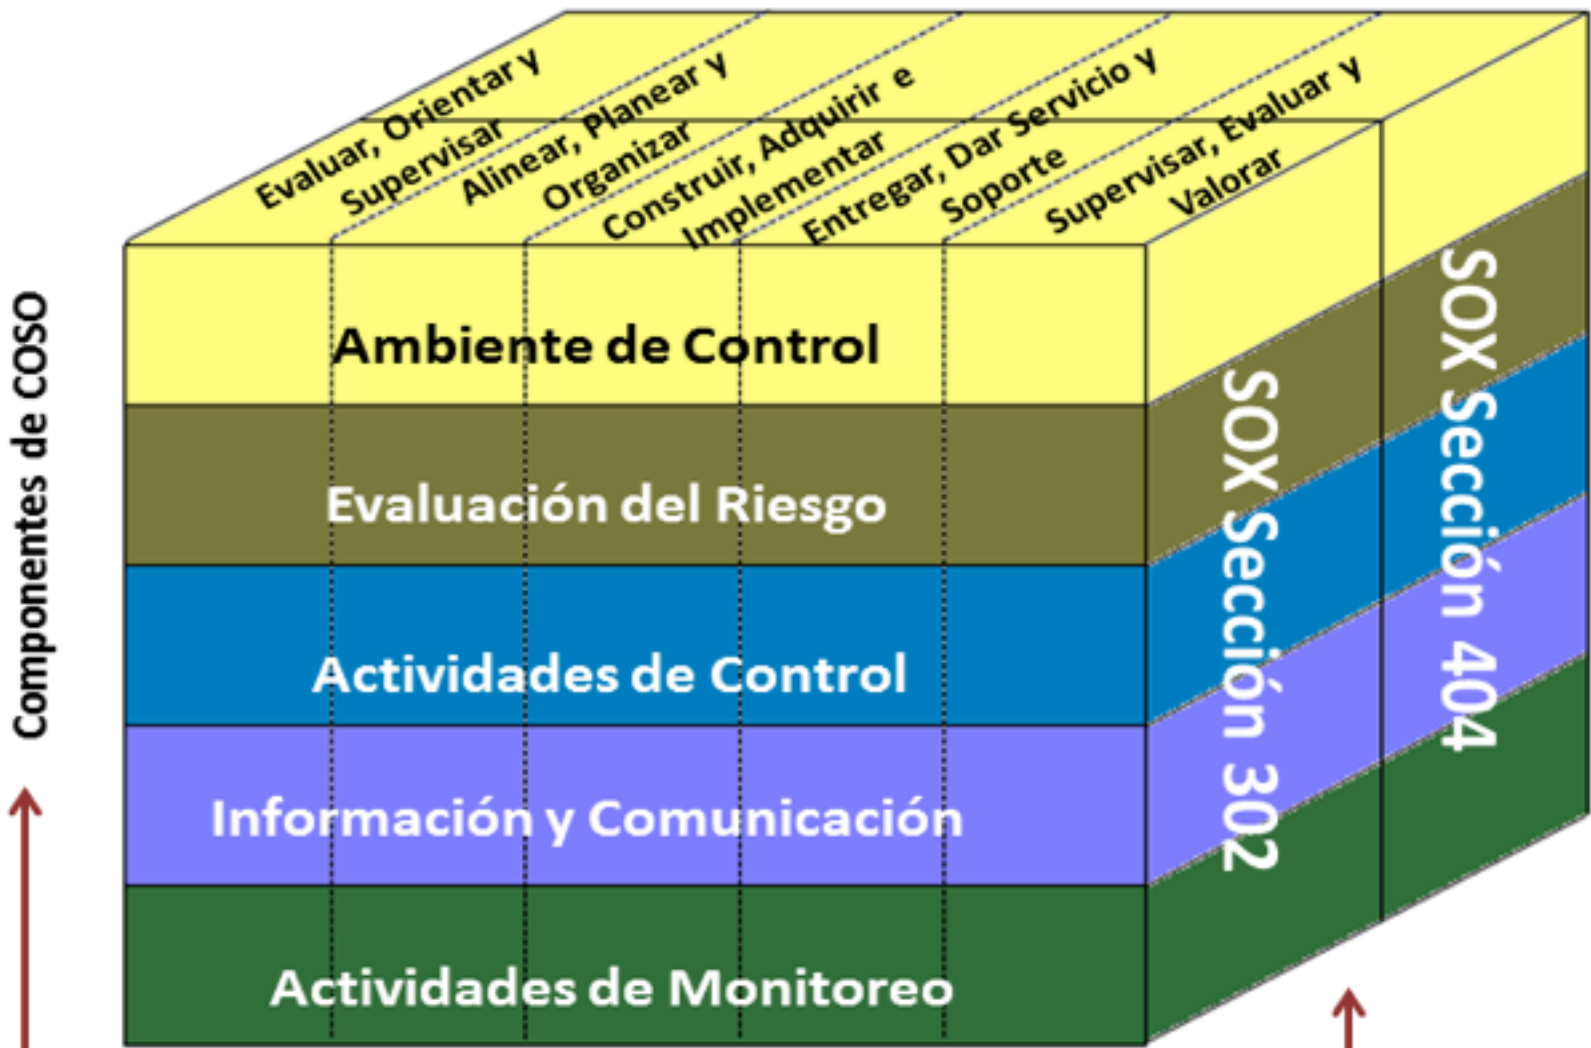 Evaluar, Orientar y
Supervisar
Alinear, Planear y
Organizar
Construir, Adquirir e
Implementar
Entregar, Dar Servicio y
Soporte
Supervisar, Evaluar y
Valorar
Componentes de COSO
Ambiente de Control
Evaluación del Riesgo
Actividades de Control
Información y Comunicación
Actividades de Monitoreo
SOX Sección 302
SOX Sección 404